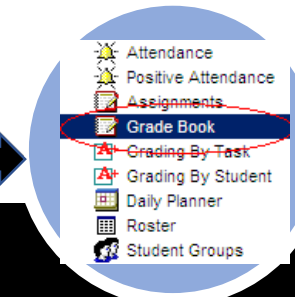 Attendance
Positive Attendance
Assignments
Grade Book
Grading By Task
Grading By Student
Daily Planner
Roster
Student Groups